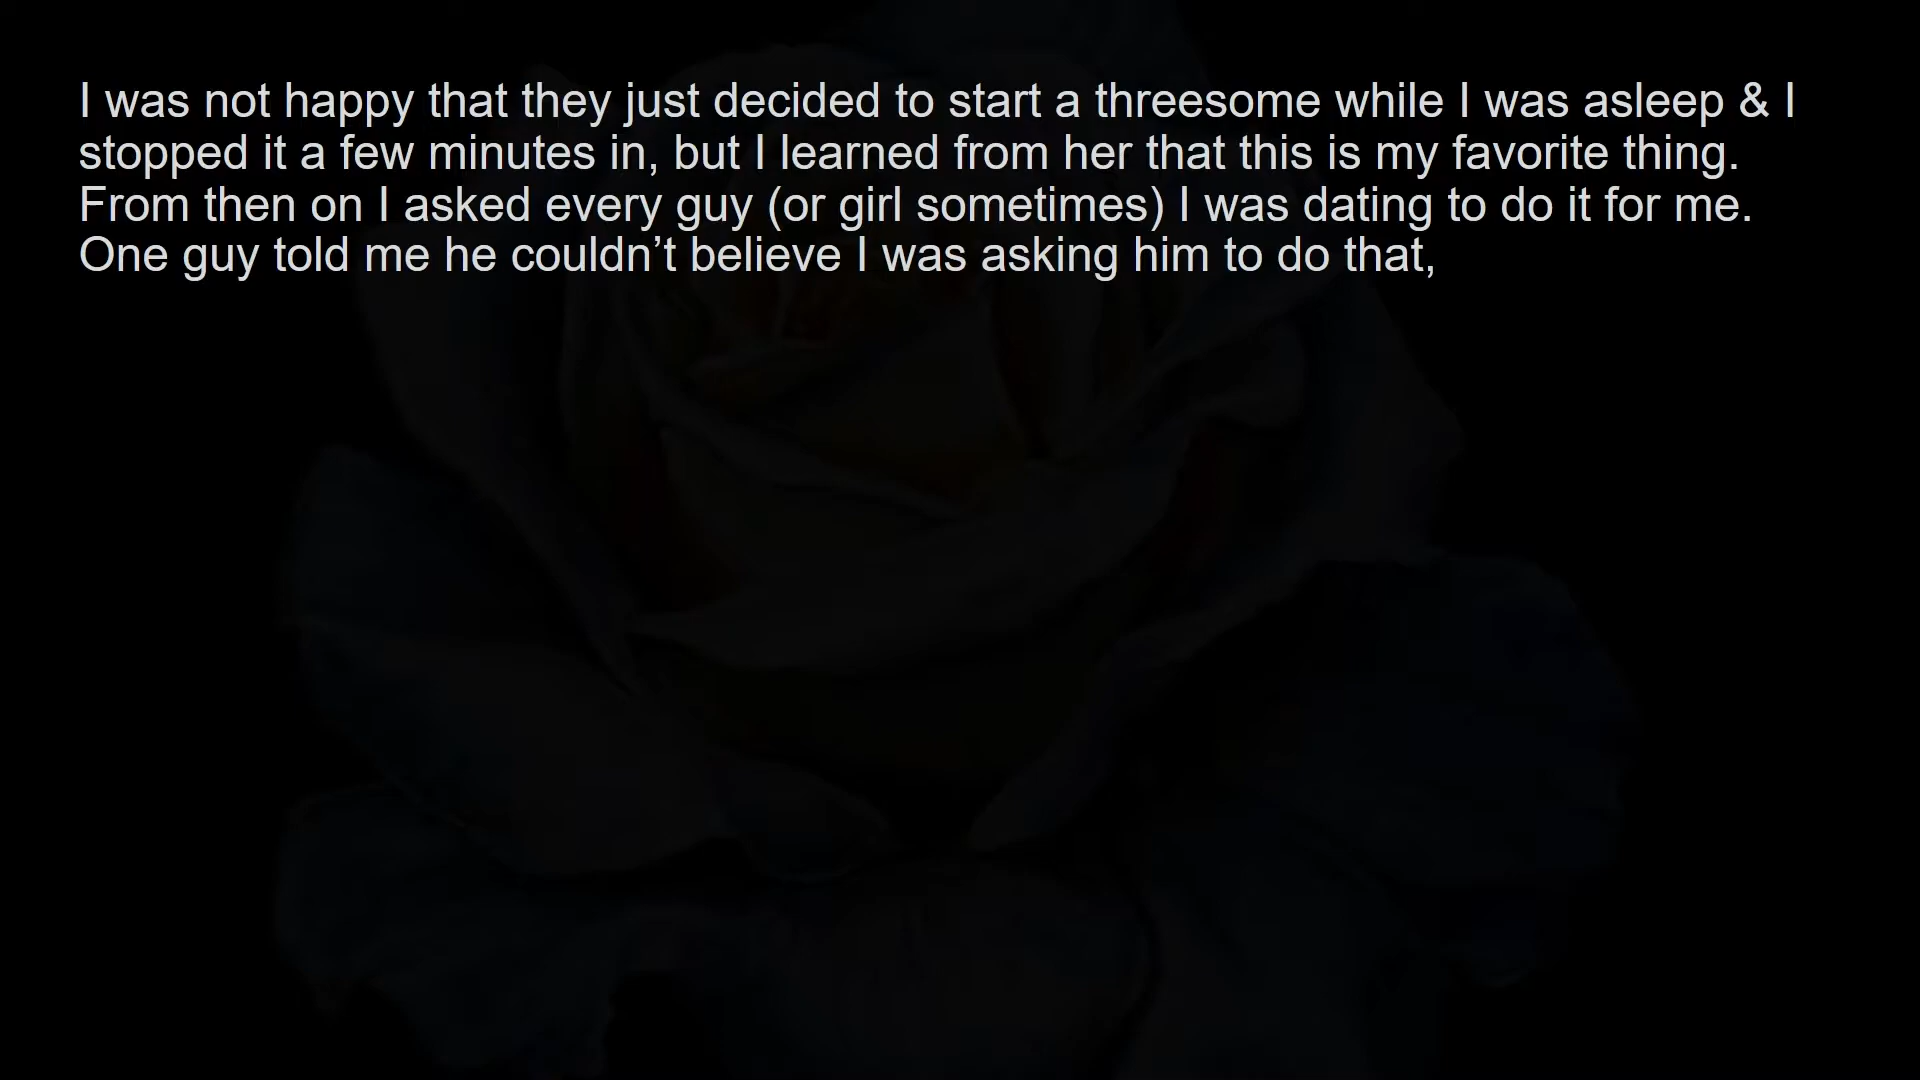 I was not happy that they just decided to start a threesome while I was asleep & I
stopped it a few minutes in, but I learned from her that this is my favorite thing.
From then on I asked every guy (or girl sometimes) I was dating to do it for me.
One guy told me he couldn’t believe I was asking him to do that,